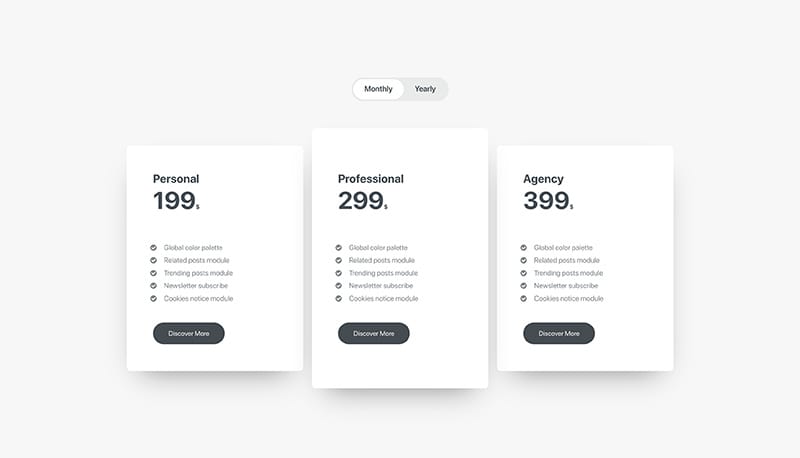 Monthly
Yearly
Personal
199$
Global color palette
Related posts module
Trending posts module
Newsletter subscribe
Cookies notice module
Discover More
Professional
299$
Global color palette
Related posts module
Trending posts module
Newsletter subscribe
Cookies notice module
Discover More
Agency
399$
Global color palette
Related posts module
Trending posts module
Newsletter subscribe
Cookies notice module
Discover More